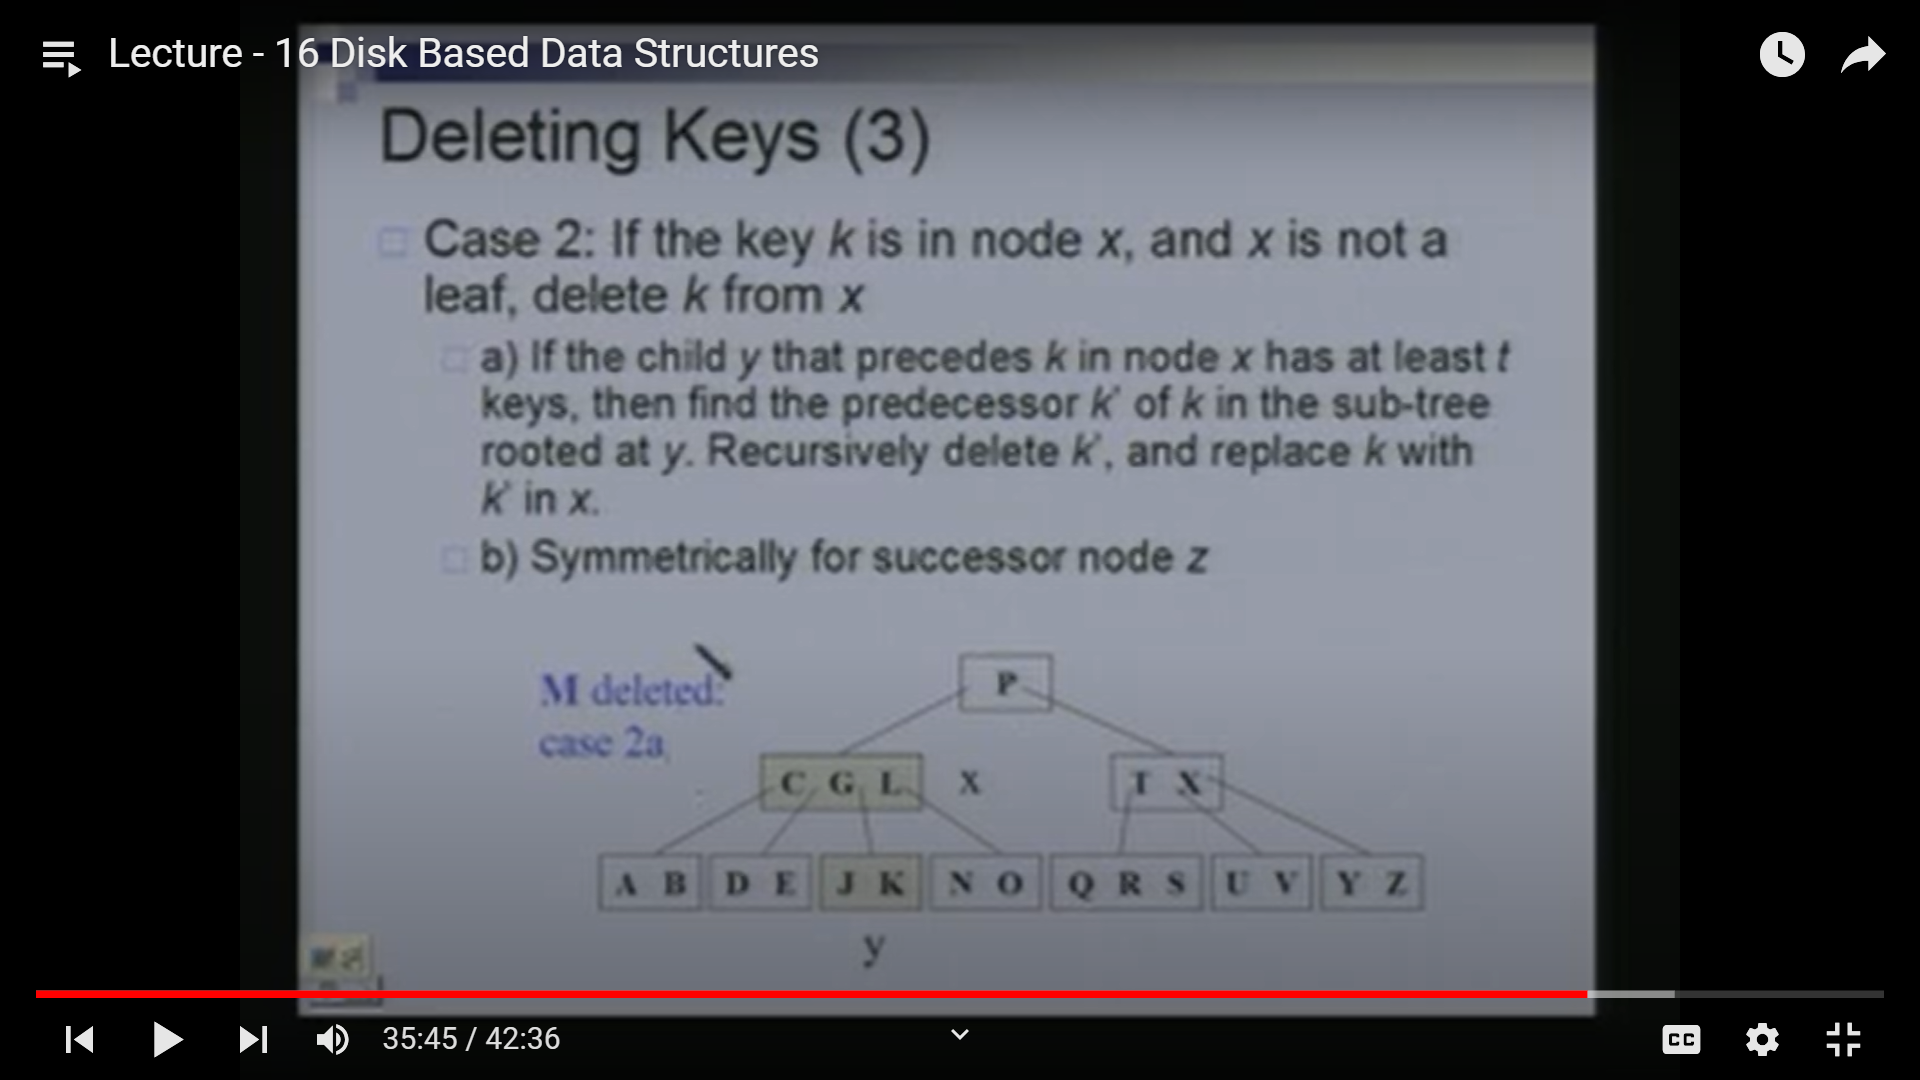 Lecture - 16 Disk Based Data Structures
Deleting Keys (3)
Case 2: If the key k is in node x, and x is not a
leaf, delete k from x
a) If the child y that precedes k in node x has at least t
keys, then find the predecessor k' of k in the sub-tree
rooted at y. Recursively delete k', and replace k with
k' in x.
b) Symmetrically for successor node z
M deleted:
case 2a
P
C G L
X
T X
A B
D E
J K
N O
Q R S
U V
Y Z
y
35:45 / 42:36
CC